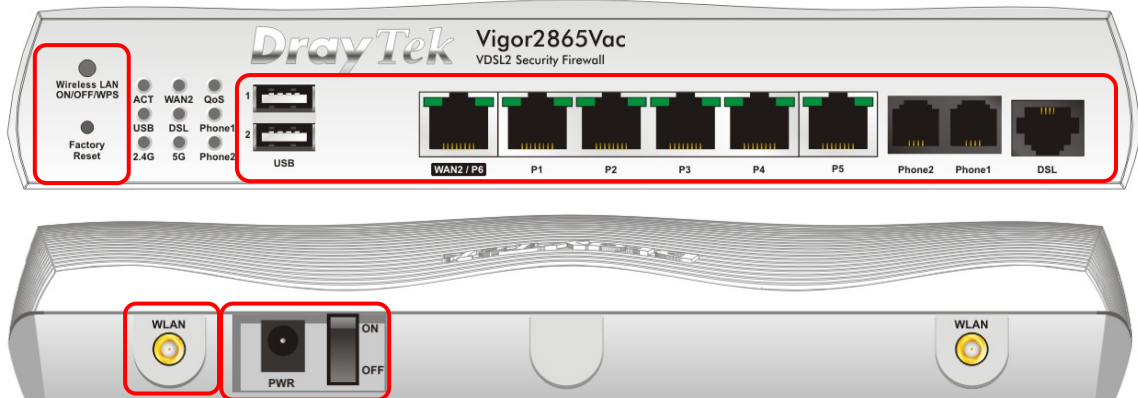 DrayTek
Vigor2865Vac
VDSL2 Security Firewall
Wireless LAN
ON/OFF/WPS
Factory
Reset
ACT WAN2 QoS
USB DSL Phone1
2.4G 5G Phone2
1
2
USB
WAN2 / P6 P1 P2 P3 P4 P5 Phone2 Phone1 DSL
WLAN
PWR
ON
OFF
WLAN